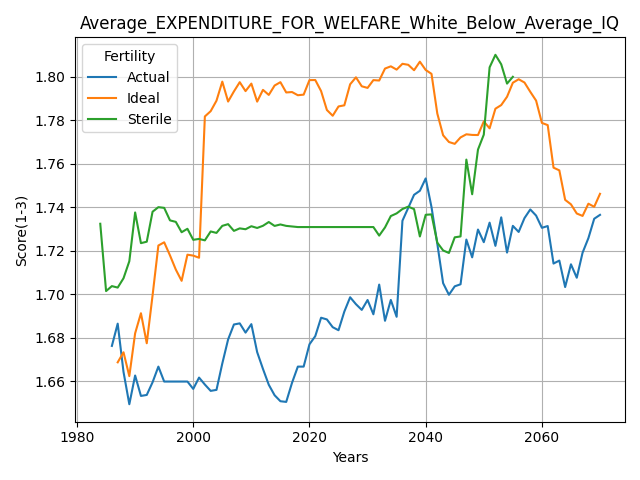 Average_EXPENDITURE_FOR_WELFARE_White_Below_Average_IQ
Fertility
Actual
Ideal
Sterile
1.80
1.78
1.76
1.74
1.72
1.70
1.68
1.66
Score(1-3)
1980 2000 2020 2040 2060
Years